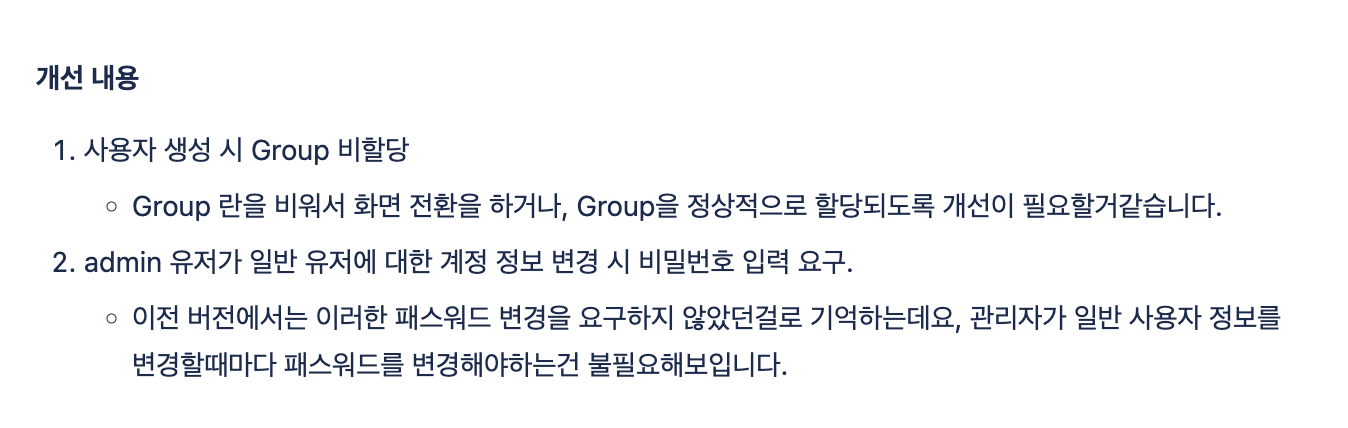 개선 내용
1. 사용자 생성 시 Group 비할당
◦ Group 란을 비워서 화면 전환을 하거나, Group을 정상적으로 할당되도록 개선이 필요할거같습니다.
2. admin 유저가 일반 유저에 대한 계정 정보 변경 시 비밀번호 입력 요구.
◦ 이전 버전에서는 이러한 패스워드 변경을 요구하지 않았던걸로 기억하는데요, 관리자가 일반 사용자 정보를
변경할때마다 패스워드를 변경해야하는건 불필요해보입니다.